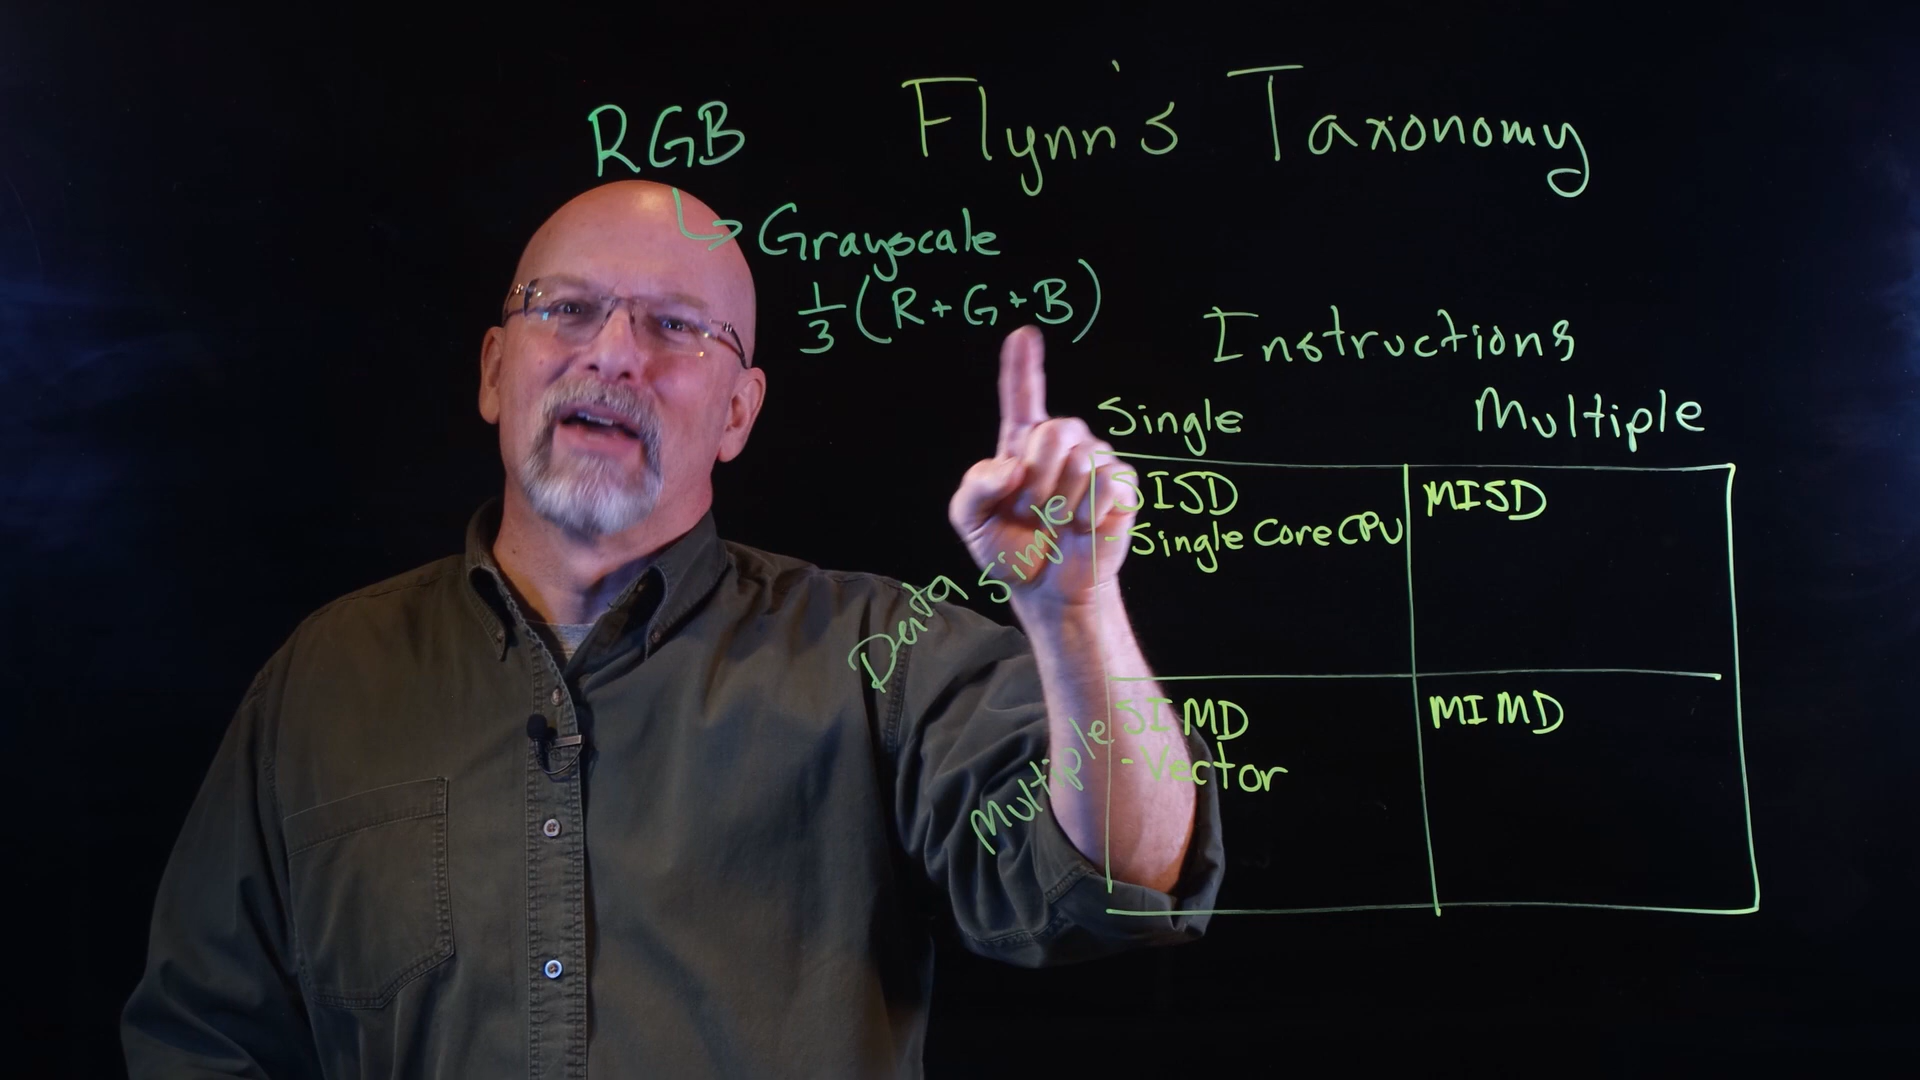 Flynn's Taxonomy
RGB
Grayscale
1/3 (R+G+B)
Instructions
Single Multiple
Data
Single
SISD
-Single Core CPU
MISD
Multiple
SIMD
-Vector
MIMD